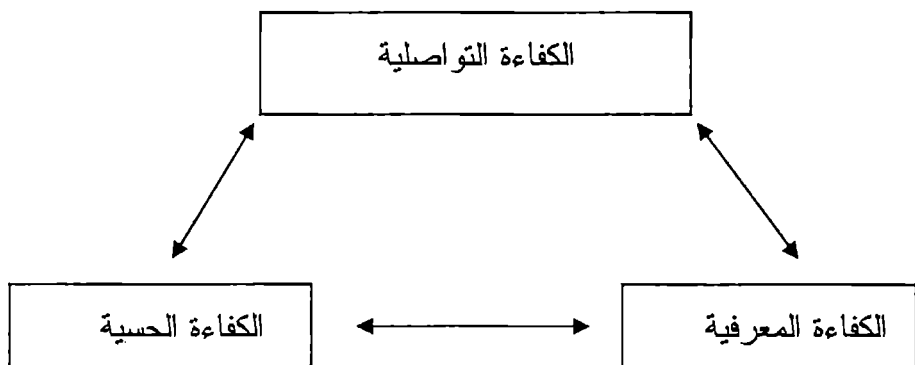 الكفاءة التواصلية
الكفاءة المعرفية
الكفاءة الحسية